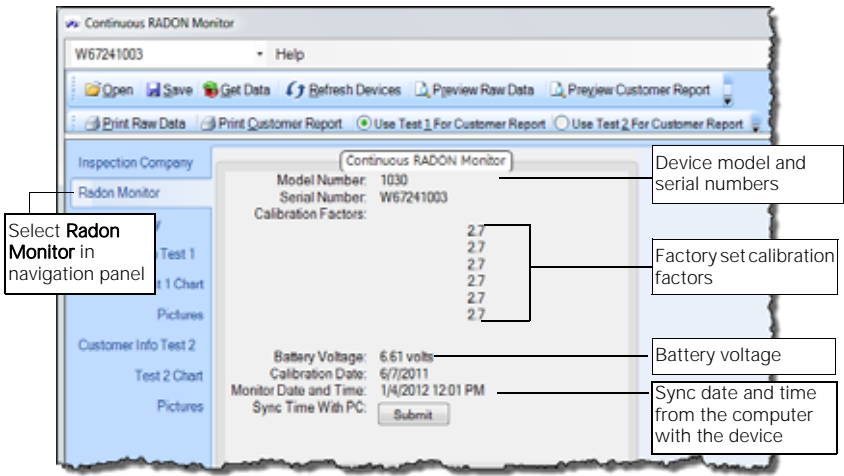 Continuous RADON Monitor
W67241003
Help
Open Save Get Data Refresh Devices Preview Raw Data Preview Customer Report
Print Raw Data Print Customer Report Use Test 1 For Customer Report Use Test 2 For Customer Report
Inspection Company
Radon Monitor
Test 1
1 Chart
Pictures
Customer Info Test 2
Test 2 Chart
Pictures
Continuous RADON Monitor
Model Number: 1030
Serial Number: W67241003
Calibration Factors:
2.7
2.7
2.7
2.7
2.7
2.7
Battery Voltage: 6.61 volts
Calibration Date: 6/7/2011
Monitor Date and Time: 1/4/2012 12:01 PM
Sync Time With PC: Submit
Select Radon
Monitor in
navigation panel
Device model and
serial numbers
Factory set calibration
factors
Battery voltage
Sync date and time
from the computer
with the device